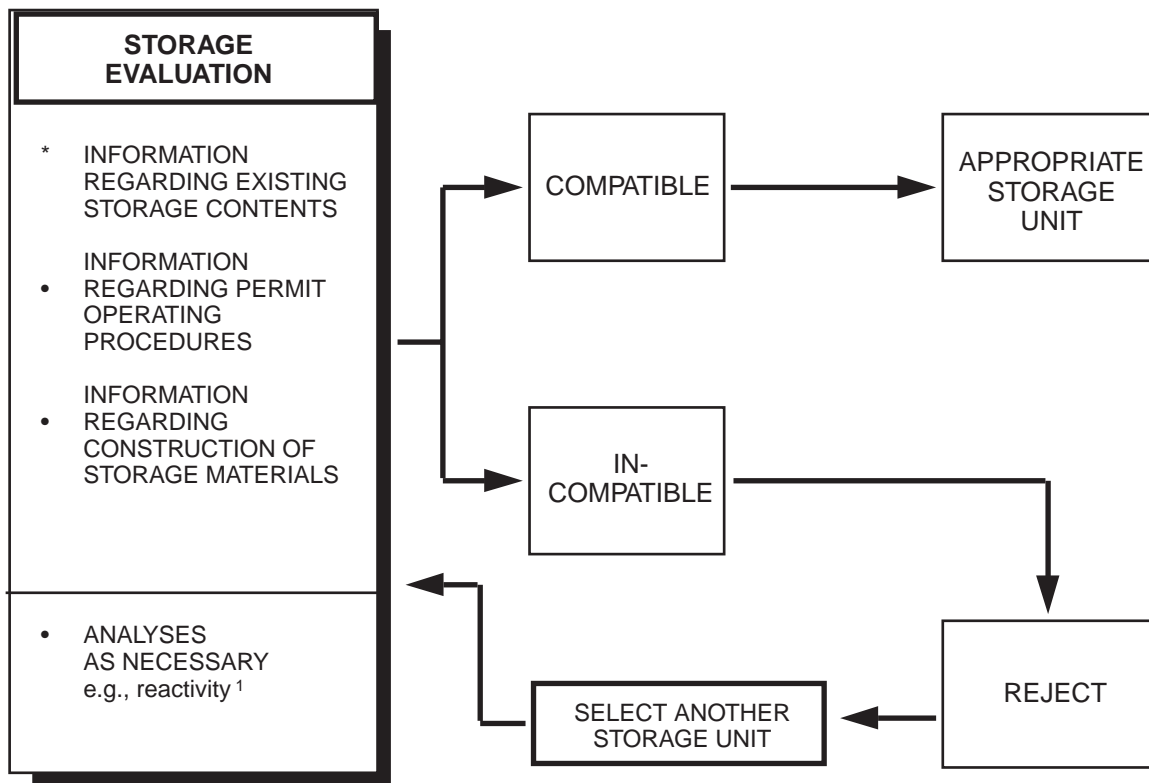 STORAGE
EVALUATION
* INFORMATION
REGARDING EXISTING
STORAGE CONTENTS
INFORMATION
• REGARDING PERMIT
OPERATING
PROCEDURES
INFORMATION
• REGARDING
CONSTRUCTION OF
STORAGE MATERIALS
• ANALYSES
AS NECESSARY
e.g., reactivity 1
COMPATIBLE
APPROPRIATE
STORAGE
UNIT
IN-
COMPATIBLE
REJECT
SELECT ANOTHER
STORAGE UNIT